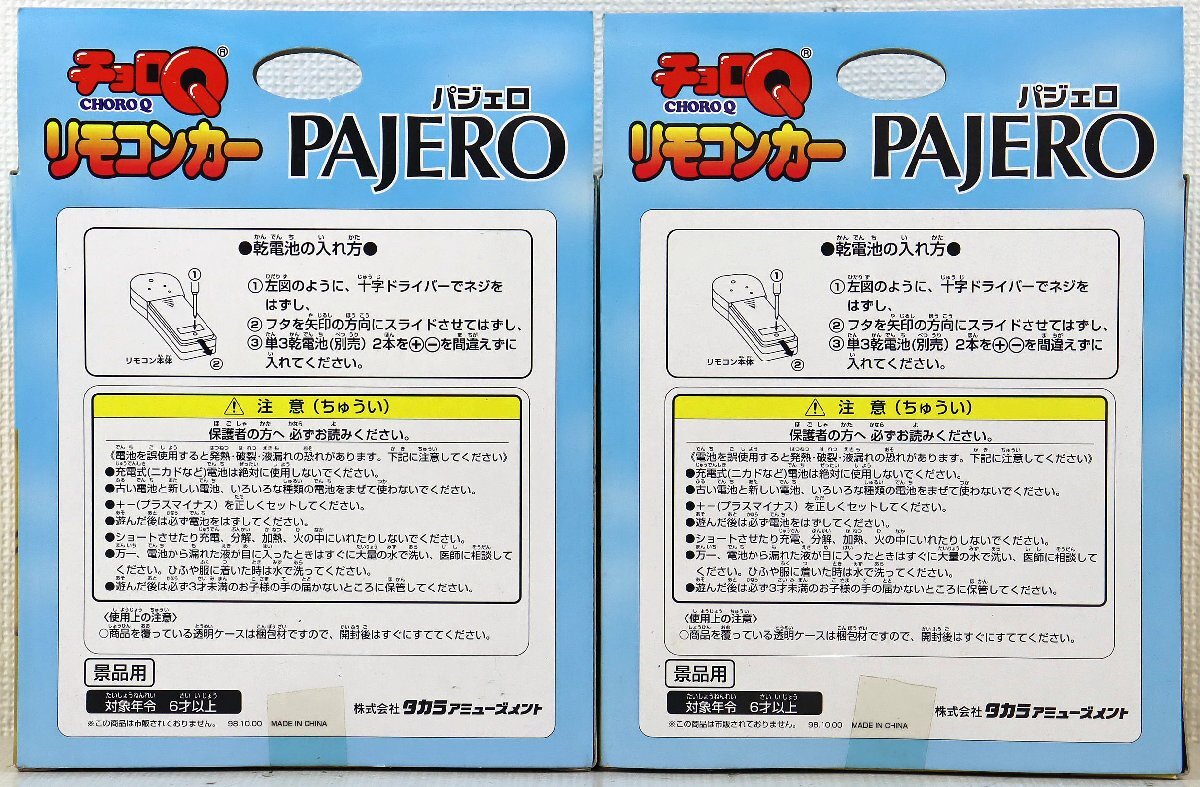 チョロQ®
CHORO Q
リモコンカー
パジェロ
PAJERO
●乾電池の入れ方●
①
②
リモコン本体
①左図のように、十字ドライバーでネジを
はずし、
②フタを矢印の方向にスライドさせてはずし、
③単3乾電池(別売) 2本を⊕⊖を間違えずに
入れてください。
⚠ 注 意(ちゅうい)
保護者の方へ 必ずお読みください。
《電池を誤使用すると発熱・破裂・液漏れの恐れがあります。下記に注意してください》
●充電式(ニカドなど)電池は絶対に使用しないでください。
●古い電池と新しい電池、いろいろな種類の電池をまぜて使わないでください。
●+-(プラスマイナス)を正しくセットしてください。
●遊んだ後は必ず電池をはずしてください。
●ショートさせたり充電、分解、加熱、火の中にいれたりしないでください。
●万一、電池から漏れた液が目に入ったときはすぐに大量の水で洗い、医師に相談して
ください。ひふや服に着いた時は水で洗ってください。
●遊んだ後は必ず3才未満のお子様の手の届かないところに保管してください。
〈使用上の注意〉
○商品を覆っている透明ケースは梱包材ですので、開封後はすぐにすててください。
景品用
対象年令 6才以上
※この商品は市販されておりません。 98.10.00 MADE IN CHINA
株式会社 タカラアミューズメント
チョロQ®
CHORO Q
リモコンカー
パジェロ
PAJERO
●乾電池の入れ方●
①
②
リモコン本体
①左図のように、十字ドライバーでネジを
はずし、
②フタを矢印の方向にスライドさせてはずし、
③単3乾電池(別売) 2本を⊕⊖を間違えずに
入れてください。
⚠ 注 意(ちゅうい)
保護者の方へ 必ずお読みください。
《電池を誤使用すると発熱・破裂・液漏れの恐れがあります。下記に注意してください》
●充電式(ニカドなど)電池は絶対に使用しないでください。
●古い電池と新しい電池、いろいろな種類の電池をまぜて使わないでください。
●+-(プラスマイナス)を正しくセットしてください。
●遊んだ後は必ず電池をはずしてください。
●ショートさせたり充電、分解、加熱、火の中にいれたりしないでください。
●万一、電池から漏れた液が目に入ったときはすぐに大量の水で洗い、医師に相談して
ください。ひふや服に着いた時は水で洗ってください。
●遊んだ後は必ず3才未満のお子様の手の届かないところに保管してください。
〈使用上の注意〉
○商品を覆っている透明ケースは梱包材ですので、開封後はすぐにすててください。
景品用
対象年令 6才以上
※この商品は市販されておりません。 98.10.00 MADE IN CHINA
株式会社 タカラアミューズメント